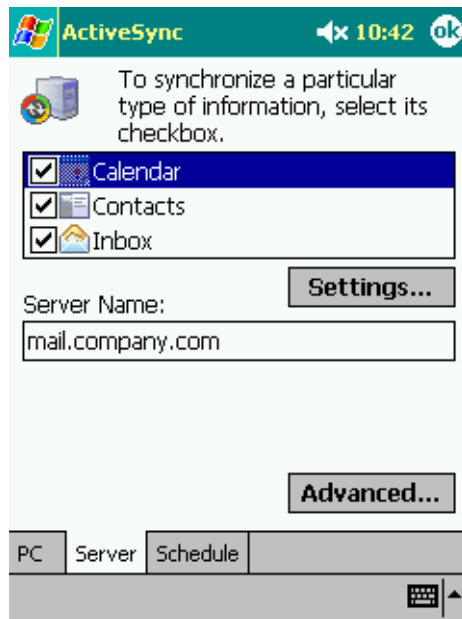 ActiveSync 10:42 ok
To synchronize a particular
type of information, select its
checkbox.
Calendar
Contacts
Inbox
Settings...
Server Name:
mail.company.com
Advanced...
PC Server Schedule